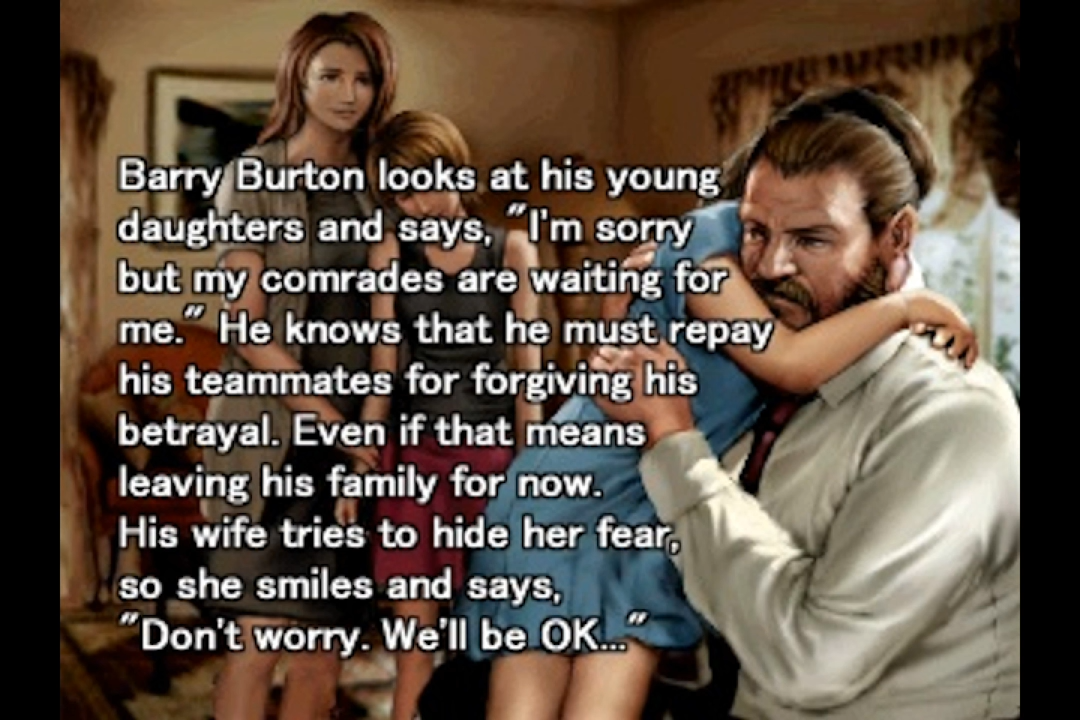 Barry Burton looks at his young
daughters and says, "I'm sorry
but my comrades are waiting for
me." He knows that he must repay
his teammates for forgiving his
betrayal. Even if that means
leaving his family for now.
His wife tries to hide her fear,
so she smiles and says,
"Don't worry. We'll be OK..."